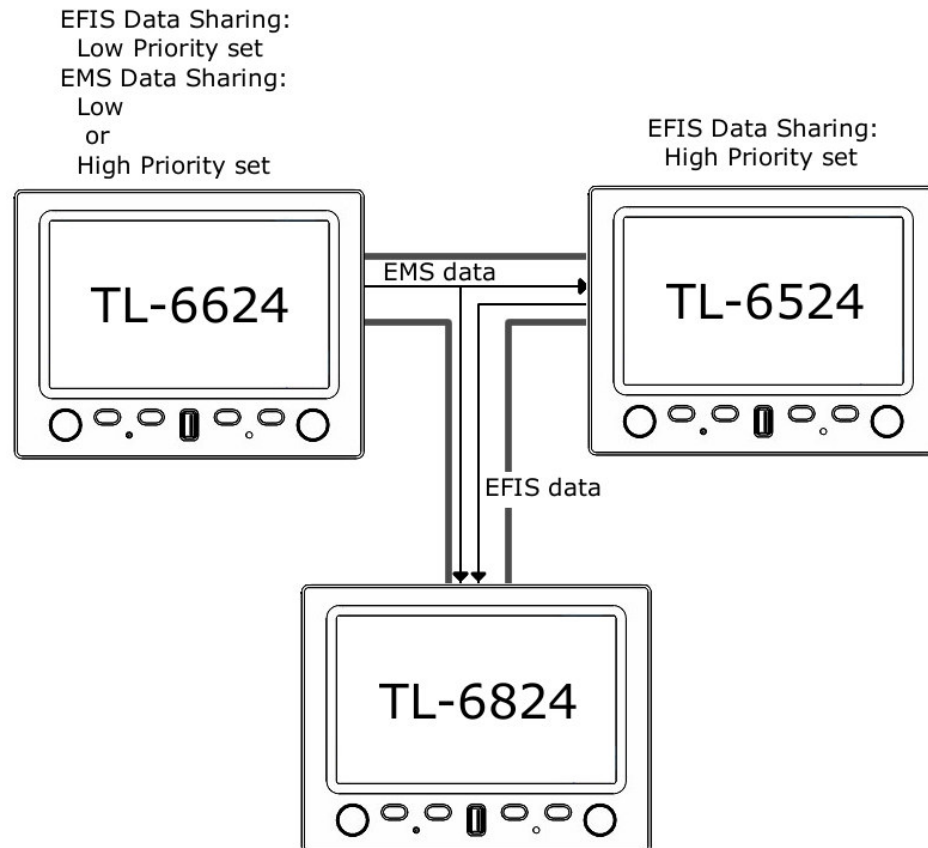 EFIS Data Sharing:
Low Priority set
EMS Data Sharing:
Low
or
High Priority set
EFIS Data Sharing:
High Priority set
TL-6624
EMS data
TL-6524
EFIS data
TL-6824